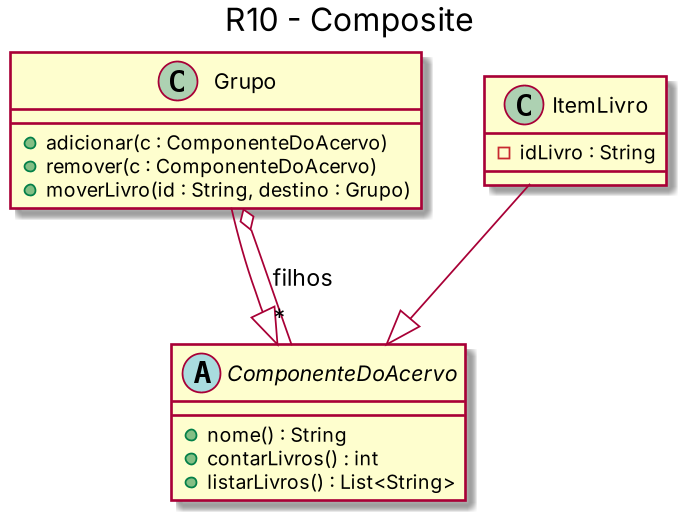 R10 - Composite
C Grupo
adicionar(c : ComponenteDoAcervo)
remover(c : ComponenteDoAcervo)
moverLivro(id : String, destino : Grupo)
C ItemLivro
idLivro : String
filhos
*
A ComponenteDoAcervo
nome() : String
contarLivros() : int
listarLivros() : List<String>